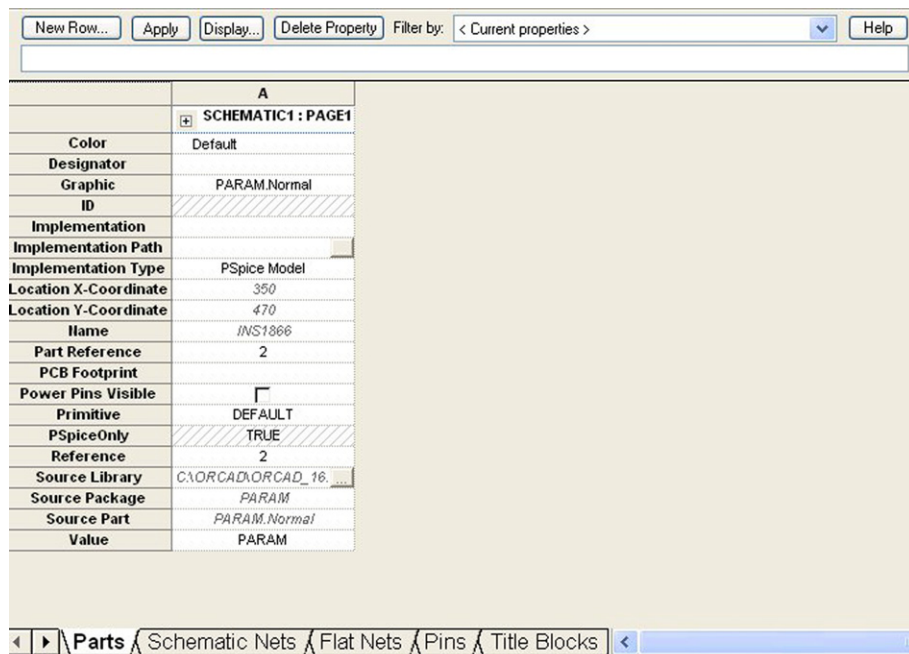 New Row... Apply Display... Delete Property Filter by: < Current properties > Help
A
SCHEMATIC1 : PAGE1
Color Default
Designator
Graphic PARAM.Normal
ID
Implementation
Implementation Path
Implementation Type PSpice Model
Location X-Coordinate 350
Location Y-Coordinate 470
Name INS1866
Part Reference 2
PCB Footprint
Power Pins Visible
Primitive DEFAULT
PSpiceOnly TRUE
Reference 2
Source Library C:\ORCAD\ORCAD_16. ...
Source Package PARAM
Source Part PARAM.Normal
Value PARAM
Parts Schematic Nets Flat Nets Pins Title Blocks